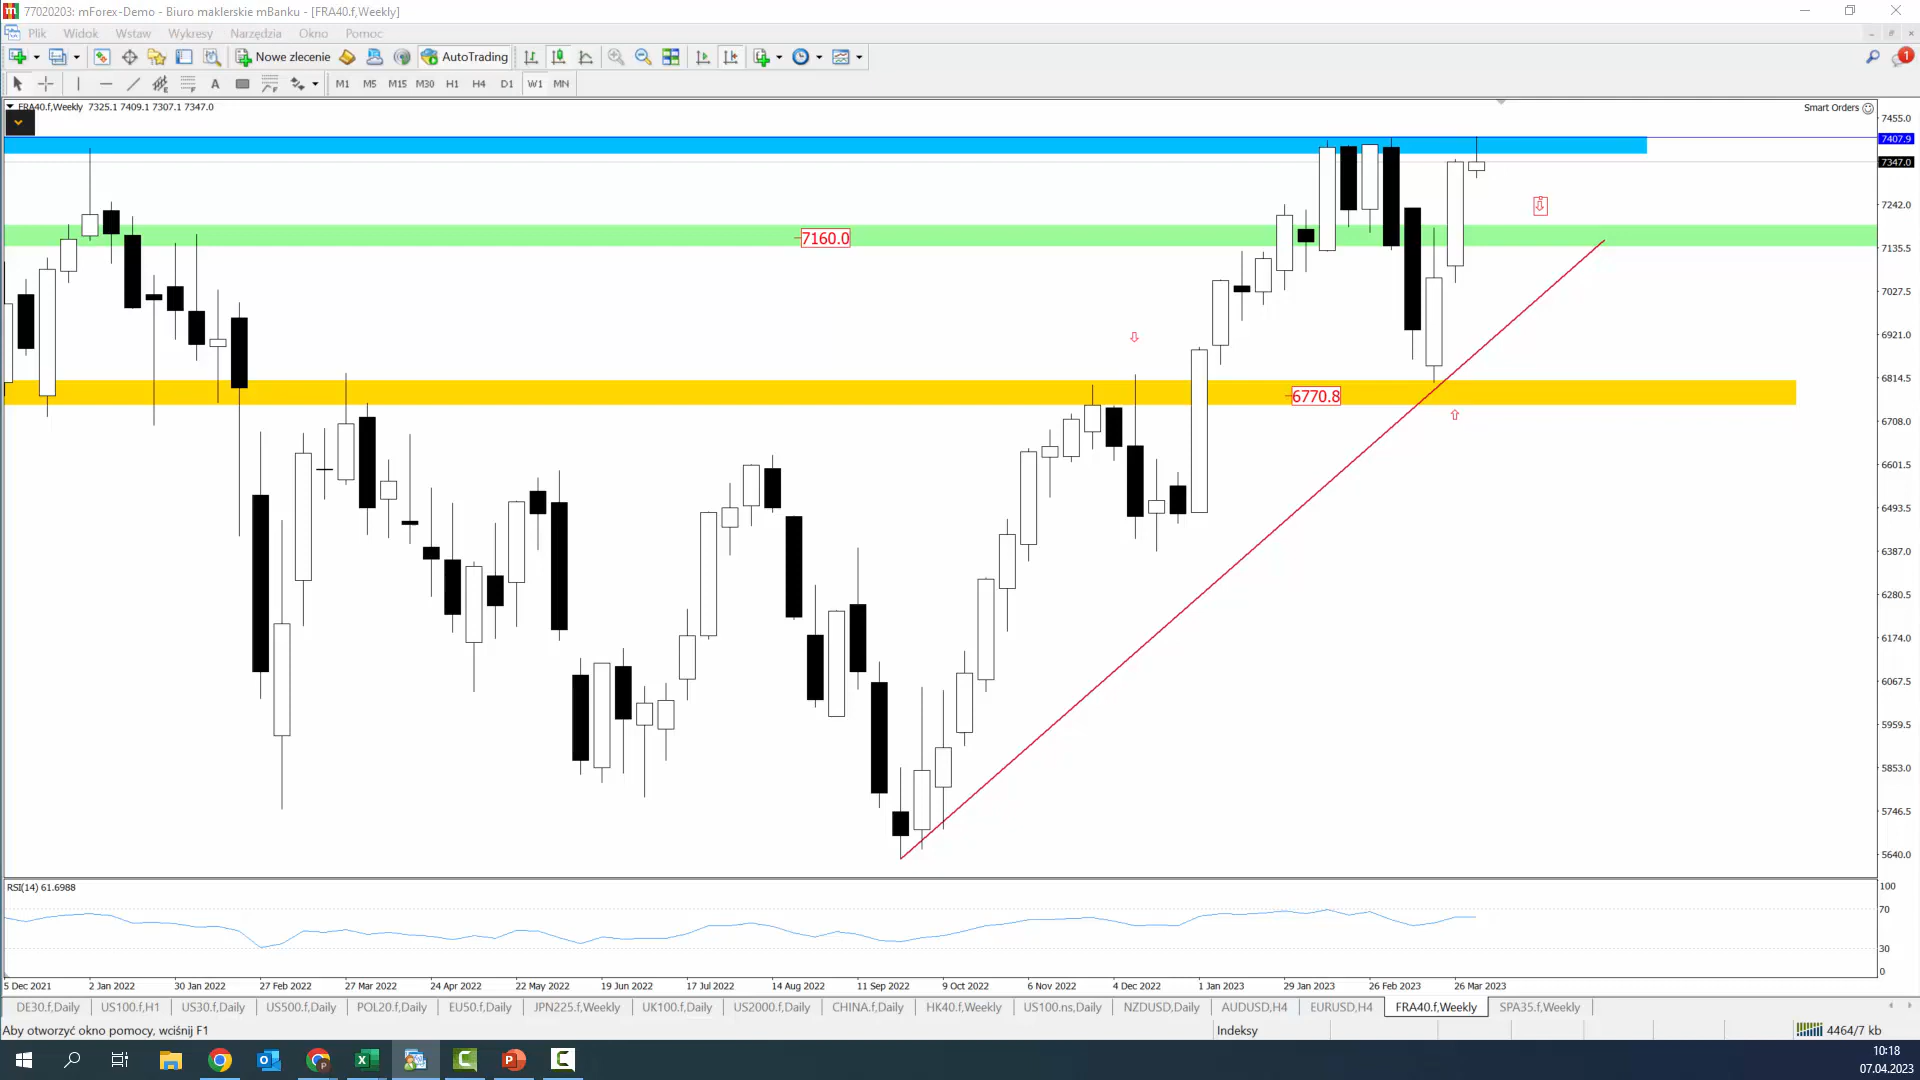 77020203: mForex-Demo - Biuro maklerskie mBanku - [FRA40.f,Weekly]
Plik Widok Wstaw Wykresy Narzędzia Okno Pomoc
Nowe zlecenie AutoTrading 1
A M1 M5 M15 M30 H1 H4 D1 W1 MN
FRA40.f,Weekly 7325.1 7409.1 7307.1 7347.0
Smart Orders
7455.0
7407.9
7347.0
7242.0
7160.0
7135.5
7027.5
6921.0
6814.5
6770.8
6708.0
6601.5
6493.5
6387.0
6280.5
6174.0
6067.5
5959.5
5853.0
5746.5
5640.0
RSI(14) 61.6988
100
70
30
0
5 Dec 2021 2 Jan 2022 30 Jan 2022 27 Feb 2022 27 Mar 2022 24 Apr 2022 22 May 2022 19 Jun 2022 17 Jul 2022 14 Aug 2022 11 Sep 2022 9 Oct 2022 6 Nov 2022 4 Dec 2022 1 Jan 2023 29 Jan 2023 26 Feb 2023 26 Mar 2023
DE30.f,Daily US100.f,H1 US30.f,Daily US500.f,Daily POL20.f,Daily EU50.f,Daily JPN225.f,Weekly UK100.f,Daily US2000.f,Daily CHINA.f,Daily HK40.f,Weekly US100.ns,Daily NZDUSD,Daily AUDUSD,H4 EURUSD,H4 FRA40.f,Weekly SPA35.f,Weekly
Aby otworzyć okno pomocy, wciśnij F1 Indeksy 4464/7 kb
10:18
07.04.2023